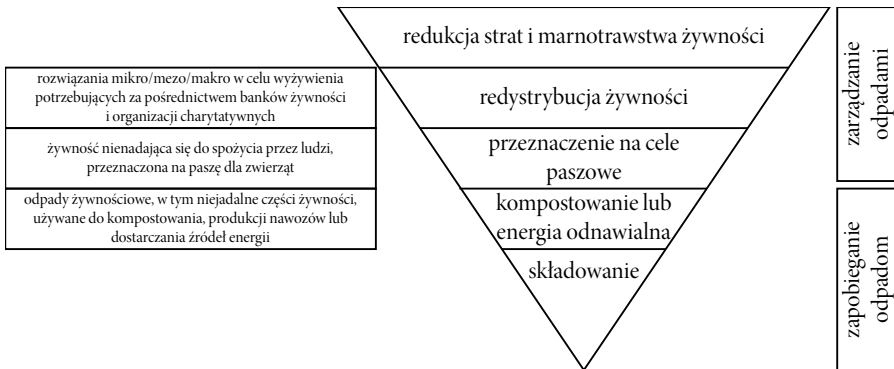 redukcja strat i marnotrawstwa żywności
rozwiązania mikro/mezo/makro w celu wyżywienia
potrzebujących za pośrednictwem banków żywności
i organizacji charytatywnych
redystrybucja żywności
żywność nienadająca się do spożycia przez ludzi,
przeznaczona na paszę dla zwierząt
przeznaczenie na cele
paszowe
odpady żywnościowe, w tym niejadalne części żywności,
używane do kompostowania, produkcji nawozów lub
dostarczania źródeł energii
kompostowanie lub
energia odnawialna
składowanie
zarządzanie
odpadami
zapobieganie
odpadom